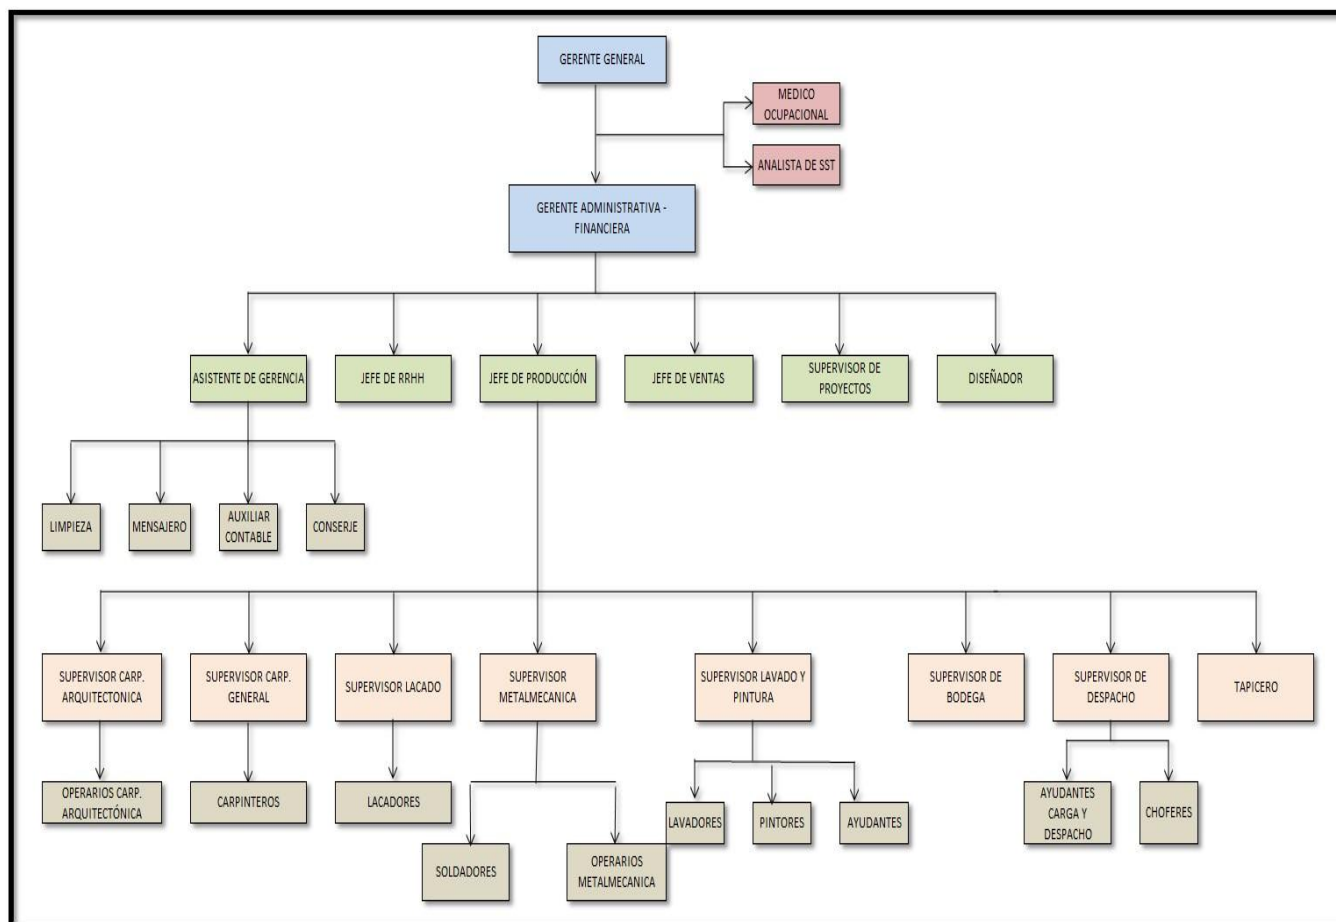 GERENTE GENERAL
MEDICO
OCUPACIONAL
ANALISTA DE SST
GERENTE ADMINISTRATIVA -
FINANCIERA
ASISTENTE DE GERENCIA
JEFE DE RRHH
JEFE DE PRODUCCIÓN
JEFE DE VENTAS
SUPERVISOR DE
PROYECTOS
DISEÑADOR
LIMPIEZA
MENSAJERO
AUXILIAR
CONTABLE
CONSERJE
SUPERVISOR CARP.
ARQUITECTONICA
SUPERVISOR CARP.
GENERAL
SUPERVISOR LACADO
SUPERVISOR
METALMECANICA
SUPERVISOR LAVADO Y
PINTURA
SUPERVISOR DE
BODEGA
SUPERVISOR DE
DESPACHO
TAPICERO
OPERARIOS CARP.
ARQUITECTÓNICA
CARPINTEROS
LACADORES
SOLDADORES
OPERARIOS
METALMECANICA
LAVADORES
PINTORES
AYUDANTES
AYUDANTES
CARGA Y
DESPACHO
CHOFERES